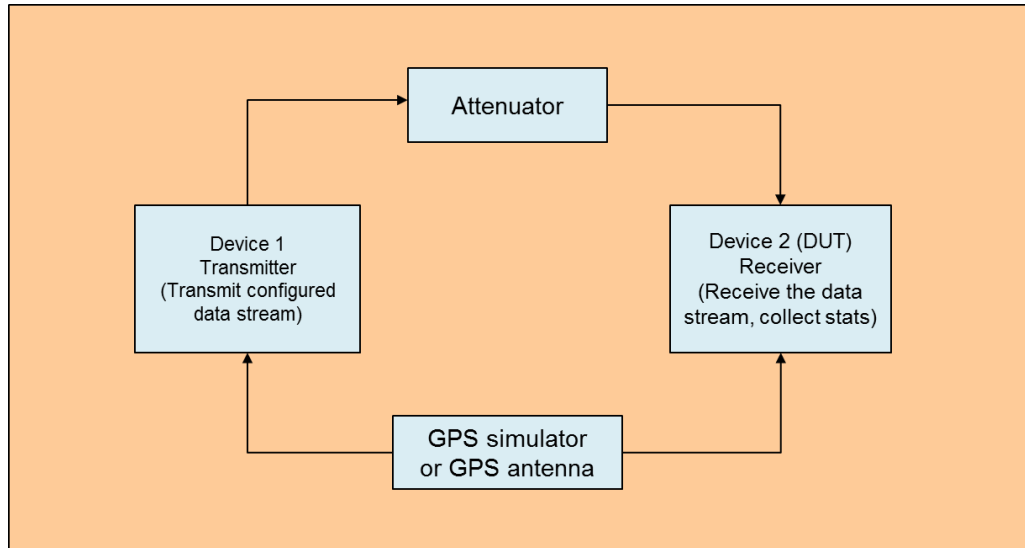 Attenuator
Device 1
Transmitter
(Transmit configured
data stream)
Device 2 (DUT)
Receiver
(Receive the data
stream, collect stats)
GPS simulator
or GPS antenna